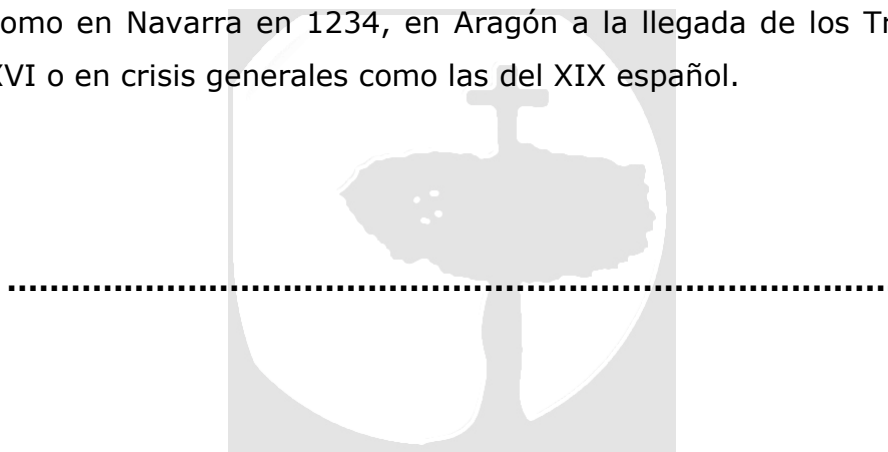 omo en Navarra en 1234, en Aragón a la llegada de los Tr
XVI o en crisis generales como las del XIX español.
................................................................................